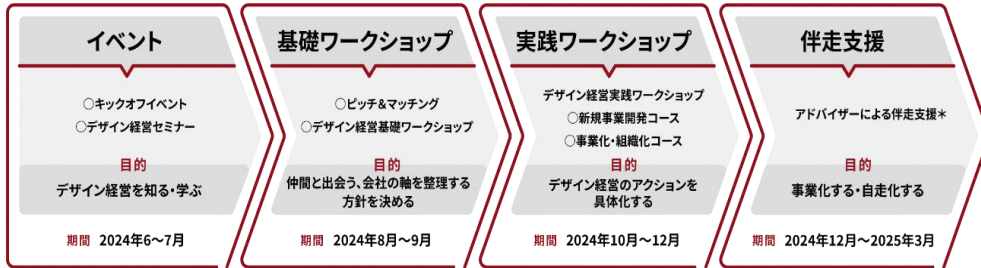 イベント
○キックオフイベント
○デザイン経営セミナー
目的
デザイン経営を知る・学ぶ
期間 2024年6〜7月
基礎ワークショップ
○ピッチ&マッチング
○デザイン経営基礎ワークショップ
目的
仲間と出会う、会社の軸を整理する
方針を決める
期間 2024年8月〜9月
実践ワークショップ
デザイン経営実践ワークショップ
○新規事業開発コース
○事業化・組織化コース
目的
デザイン経営のアクションを
具体化する
期間 2024年10月〜12月
伴走支援
アドバイザーによる伴走支援＊
目的
事業化する・自走化する
期間 2024年12月〜2025年3月